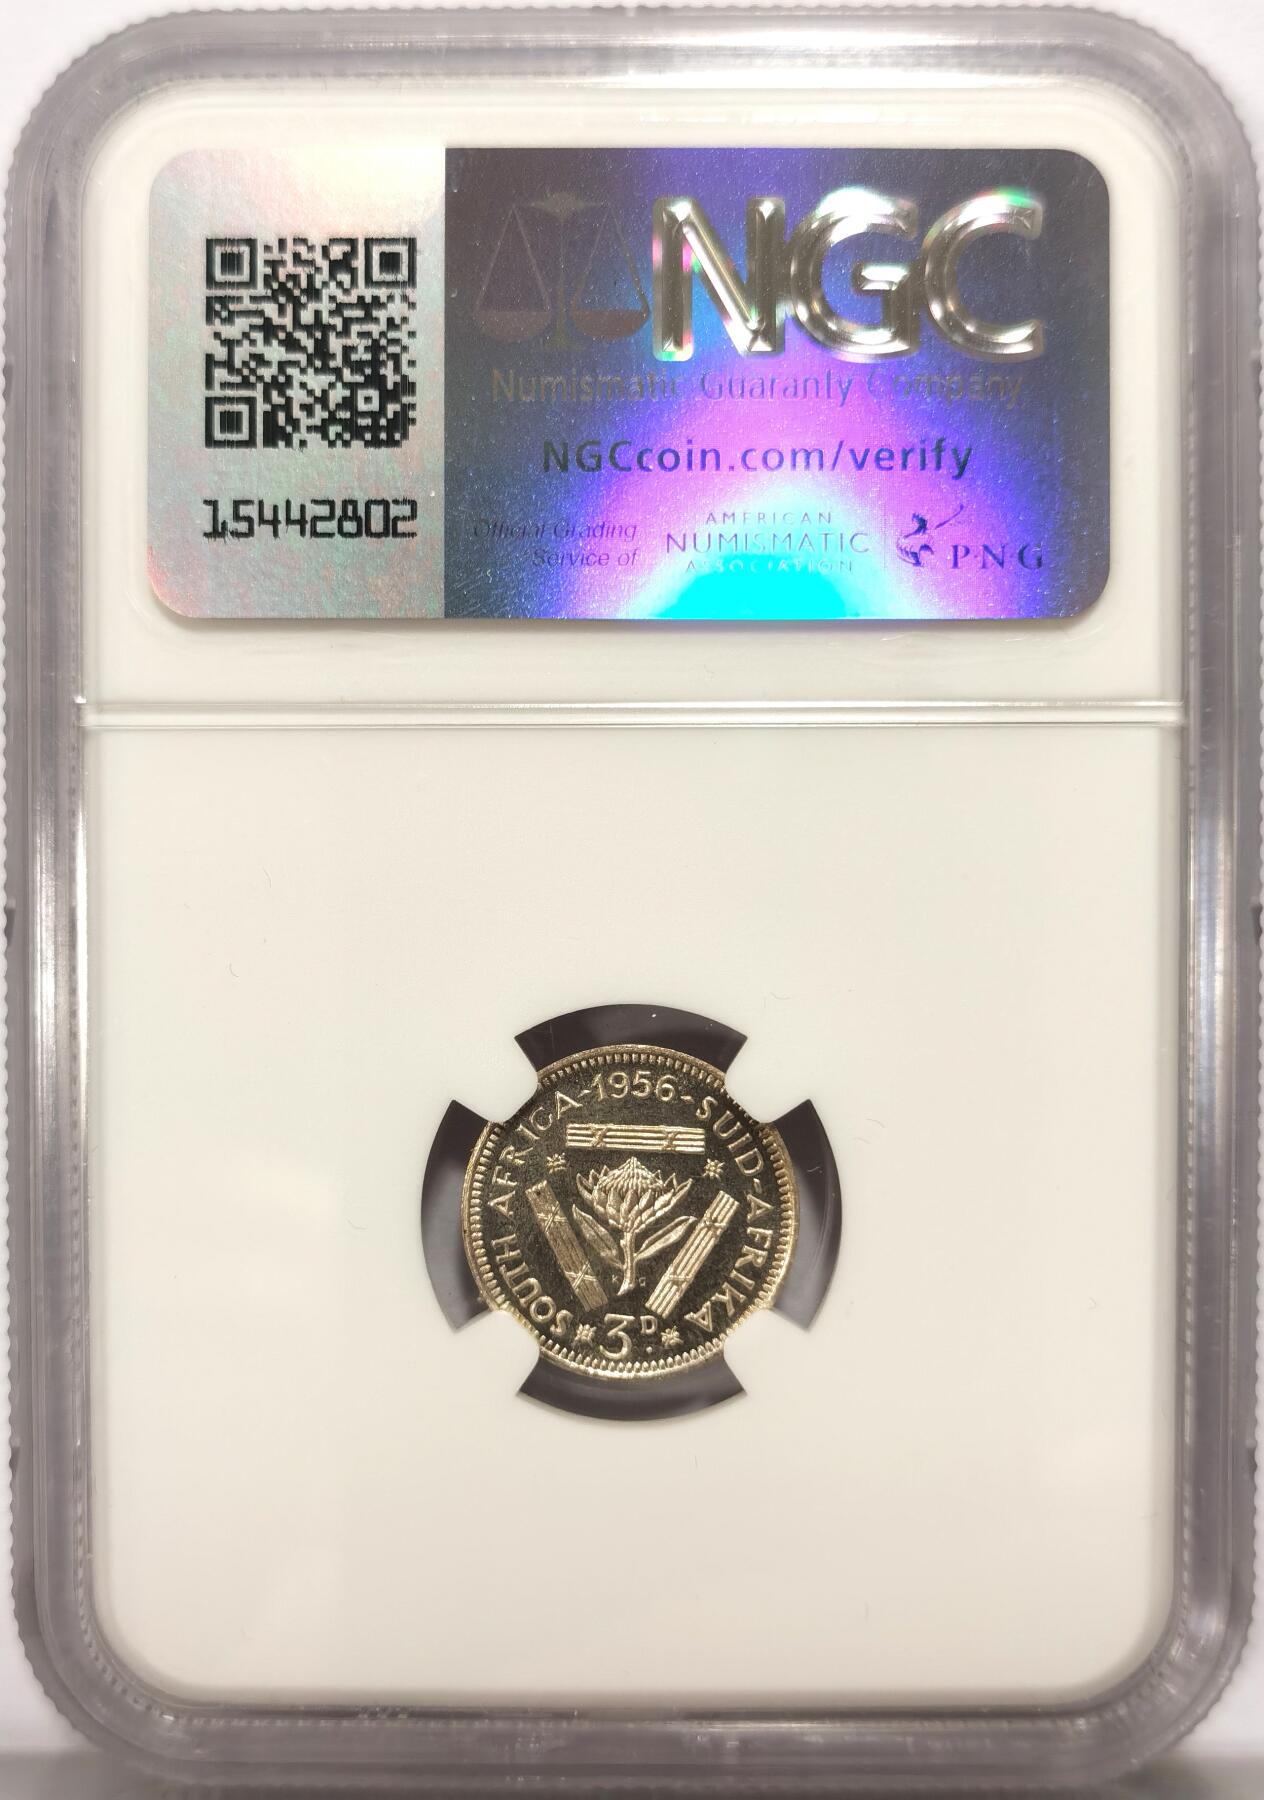 NGC
Numismatic Guaranty Company
NGCcoin.com/verify
15442802
Official Grading
Service of
AMERICAN
NUMISMATIC
ASSOCIATION
PNG
SOUTH AFRICA-1956-SUID-AFRIKA
3D.